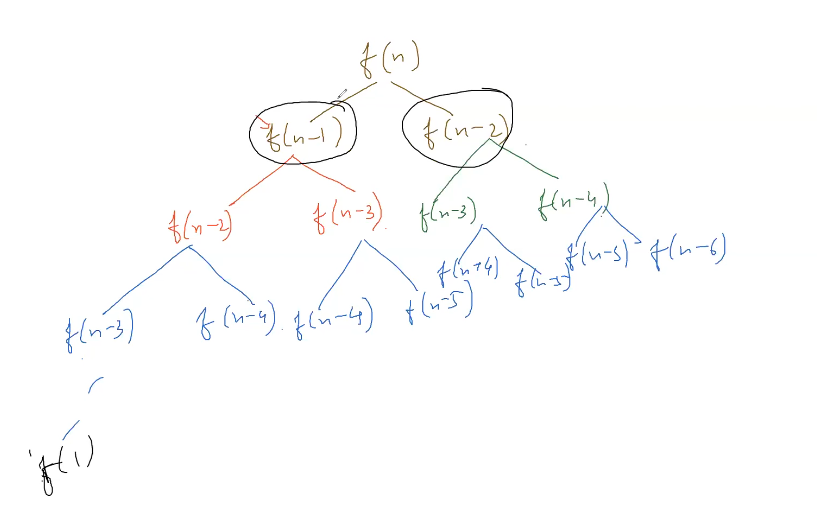 f(n)
f(n-1) f(n-2)
f(n-2) f(n-3) f(n-3) f(n-4)
f(n-3) f(n-4) f(n-4) f(n-5) f(n+4) f(n-5) f(n-5) f(n-6)
f(1)